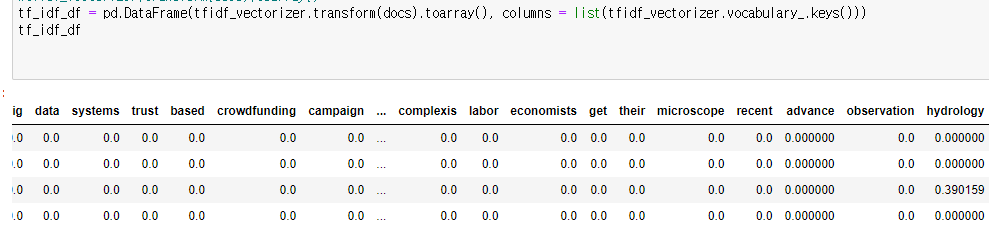 tf_idf_df = pd.DataFrame(tfidf_vectorizer.transform(docs).toarray(), columns = list(tfidf_vectorizer.vocabulary_.keys()))
tf_idf_df
:
ig data systems trust based crowdfunding campaign ... complexis labor economists get their microscope recent advance observation hydrology
.0 0.0 0.0 0.0 0.0 0.0 0.0 ... 0.0 0.0 0.0 0.0 0.0 0.0 0.0 0.000000 0.0 0.000000
.0 0.0 0.0 0.0 0.0 0.0 0.0 ... 0.0 0.0 0.0 0.0 0.0 0.0 0.0 0.000000 0.0 0.000000
.0 0.0 0.0 0.0 0.0 0.0 0.0 ... 0.0 0.0 0.0 0.0 0.0 0.0 0.0 0.000000 0.0 0.390159
.0 0.0 0.0 0.0 0.0 0.0 0.0 ... 0.0 0.0 0.0 0.0 0.0 0.0 0.0 0.000000 0.0 0.000000